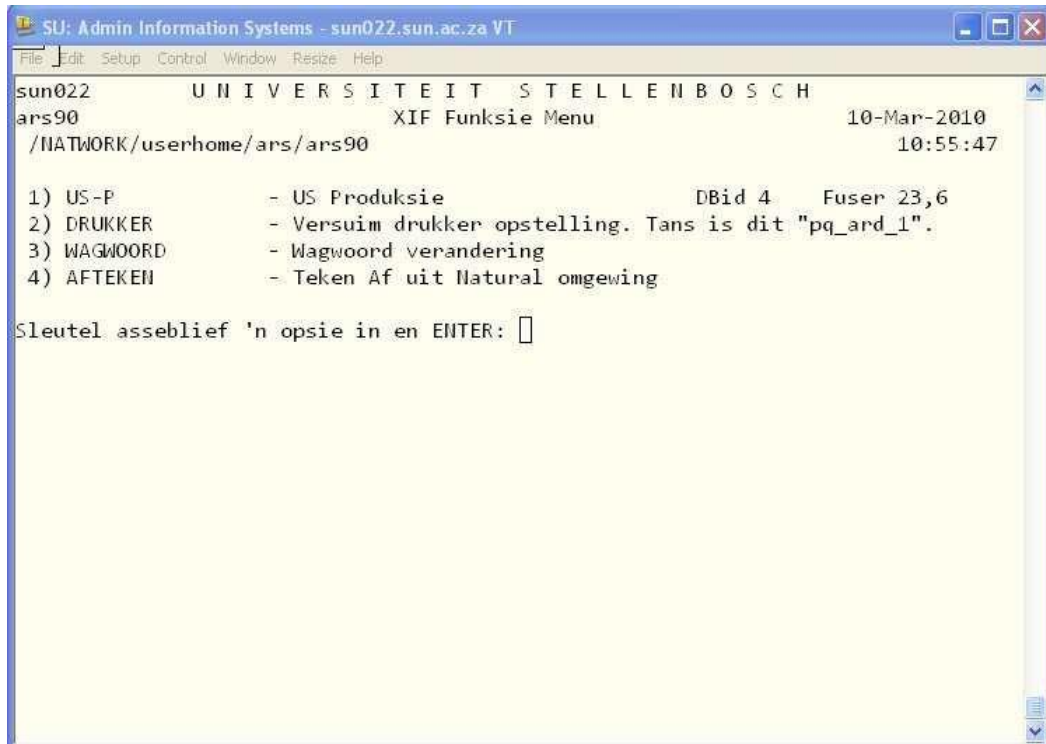 SU: Admin Information Systems - sun022.sun.ac.za VT
File Edit Setup Control Window Resize Help
sun022 U N I V E R S I T E I T S T E L L E N B O S C H
ars90 XIF Funksie Menu 10-Mar-2010
/NATWORK/userhome/ars/ars90 10:55:47
1) US-P - US Produksie DBid 4 Fuser 23,6
2) DRUKKER - Versuim drukker opstelling. Tans is dit "pq_ard_1".
3) WAGWOORD - Wagwoord verandering
4) AFTEKEN - Teken Af uit Natural omgewing
Sleutel asseblief 'n opsie in en ENTER: